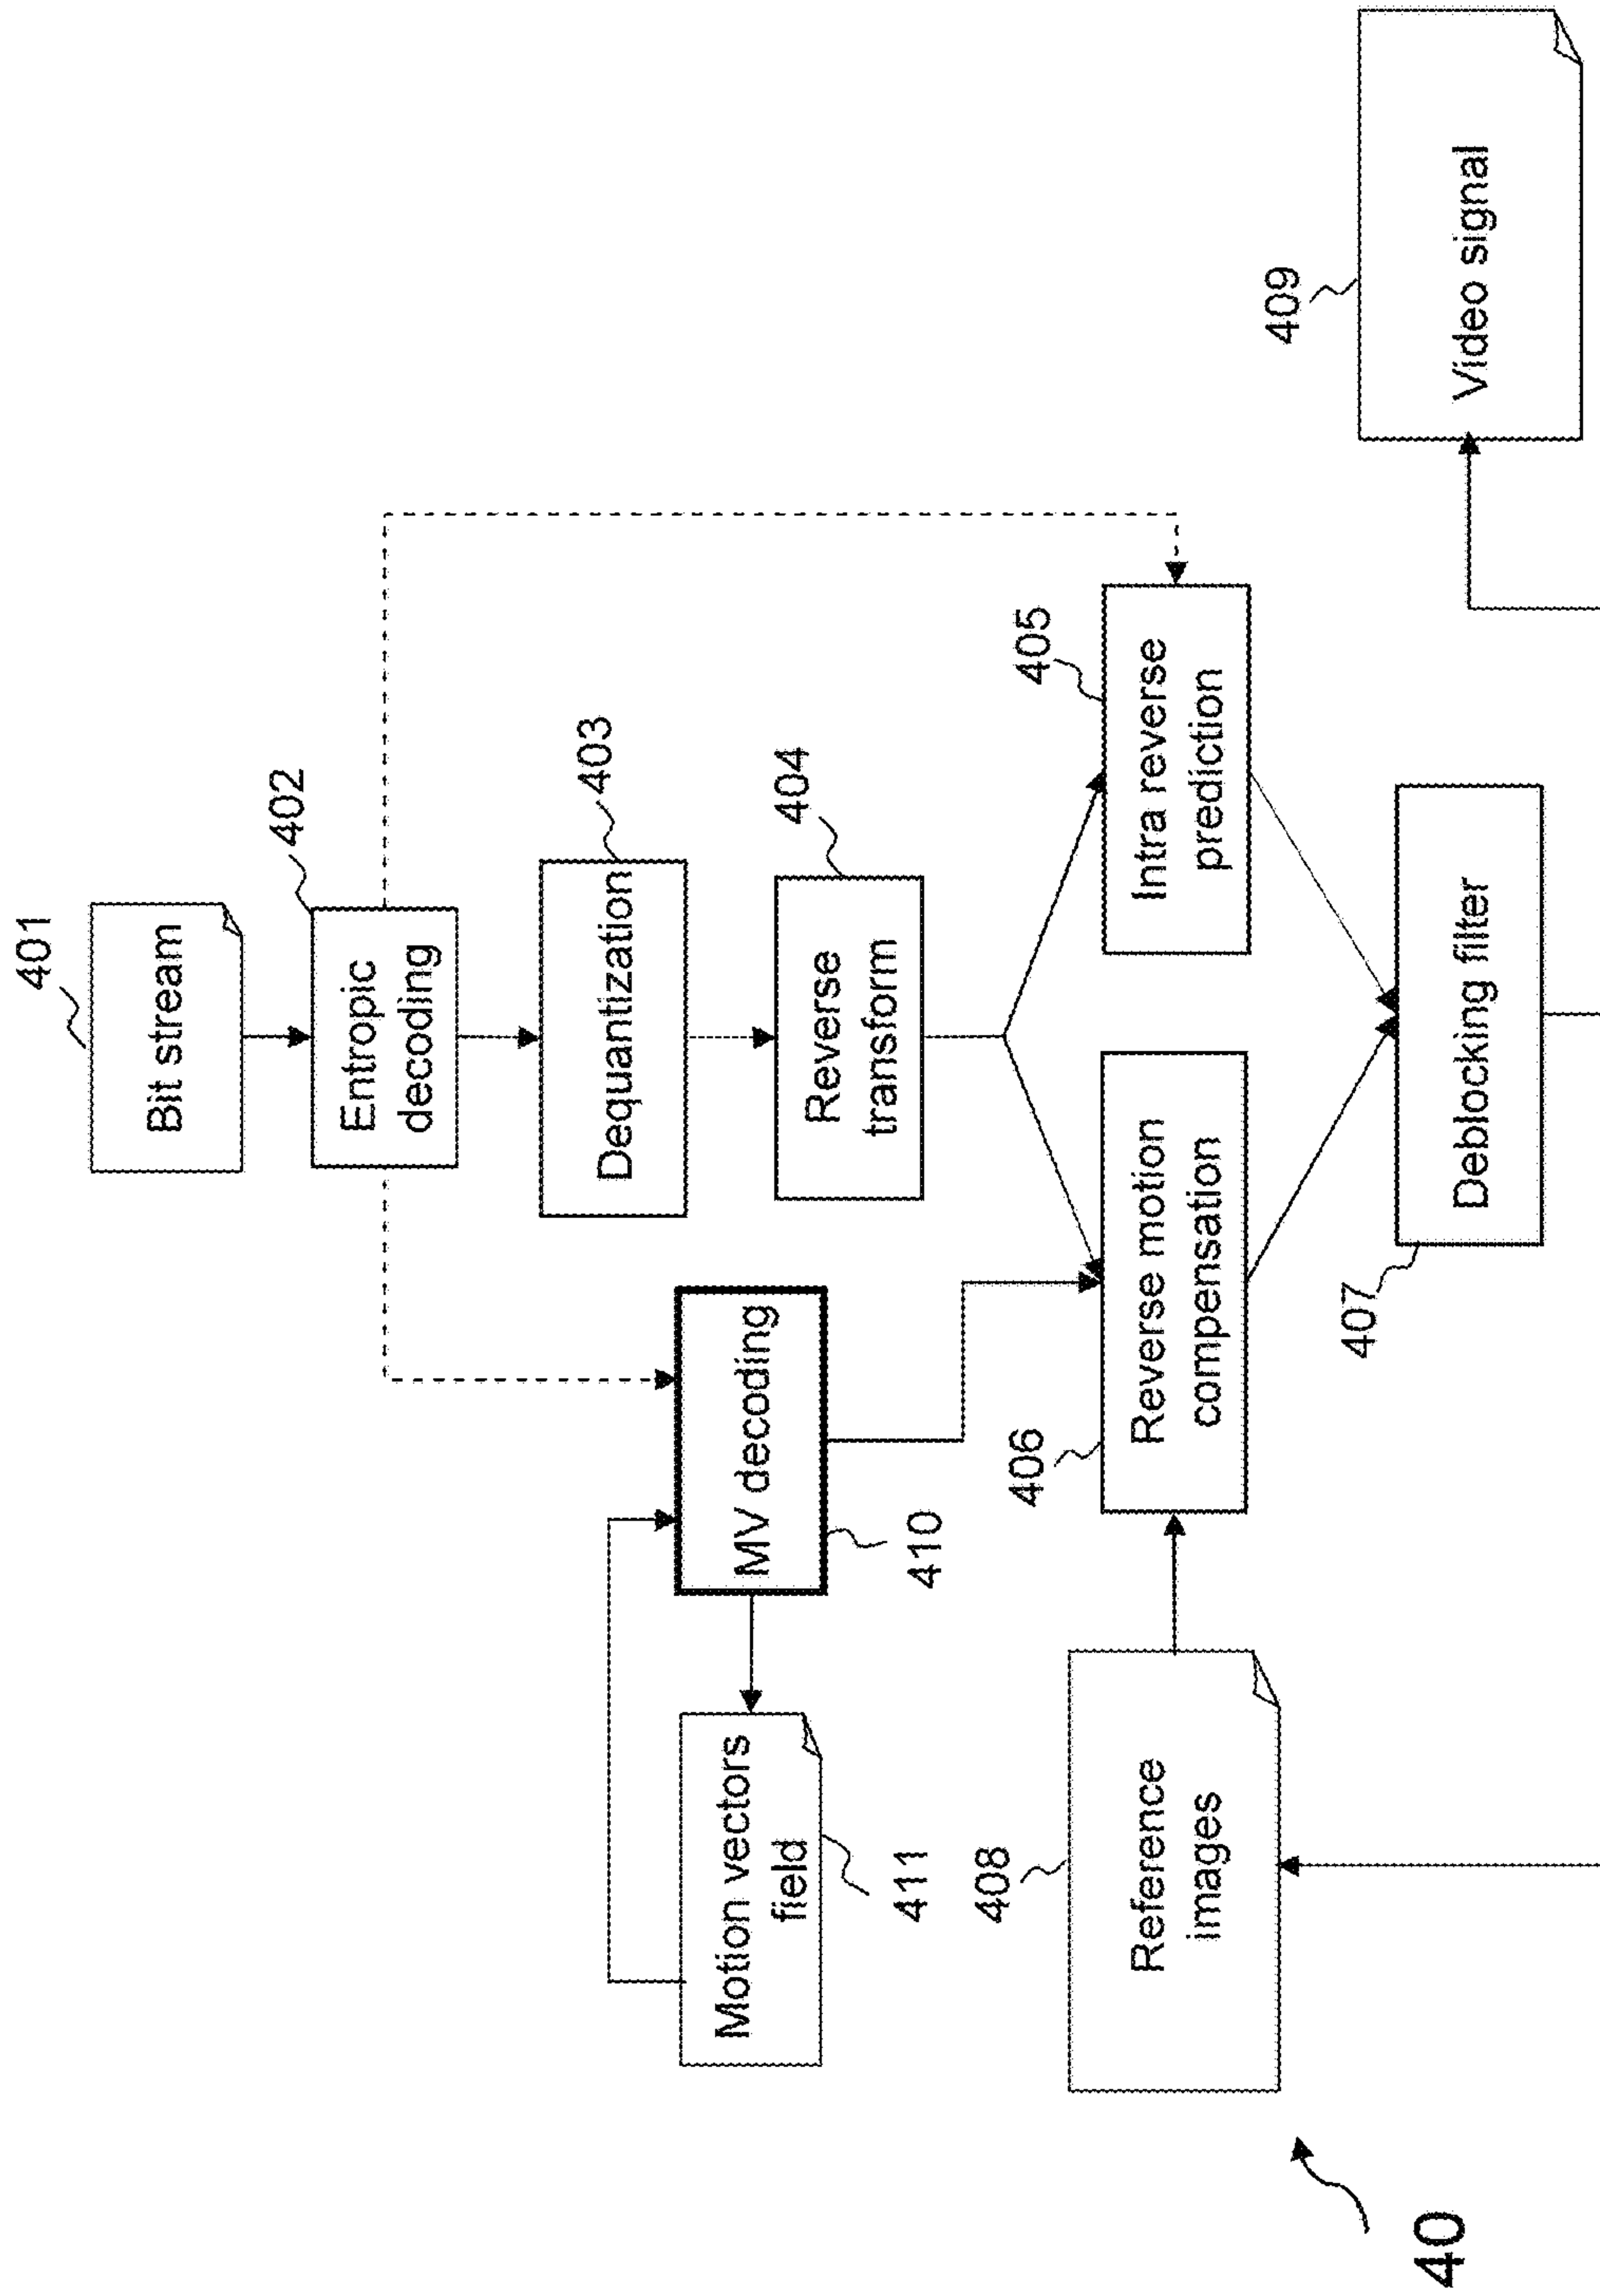 401
Bit stream
402
Entropic
decoding
403
Dequantization
404
Reverse
transform
405
Intra reverse
prediction
MV decoding
410
Motion vectors
field
411
406
Reverse motion
compensation
408
Reference
images
407
Deblocking filter
409
Video signal
40